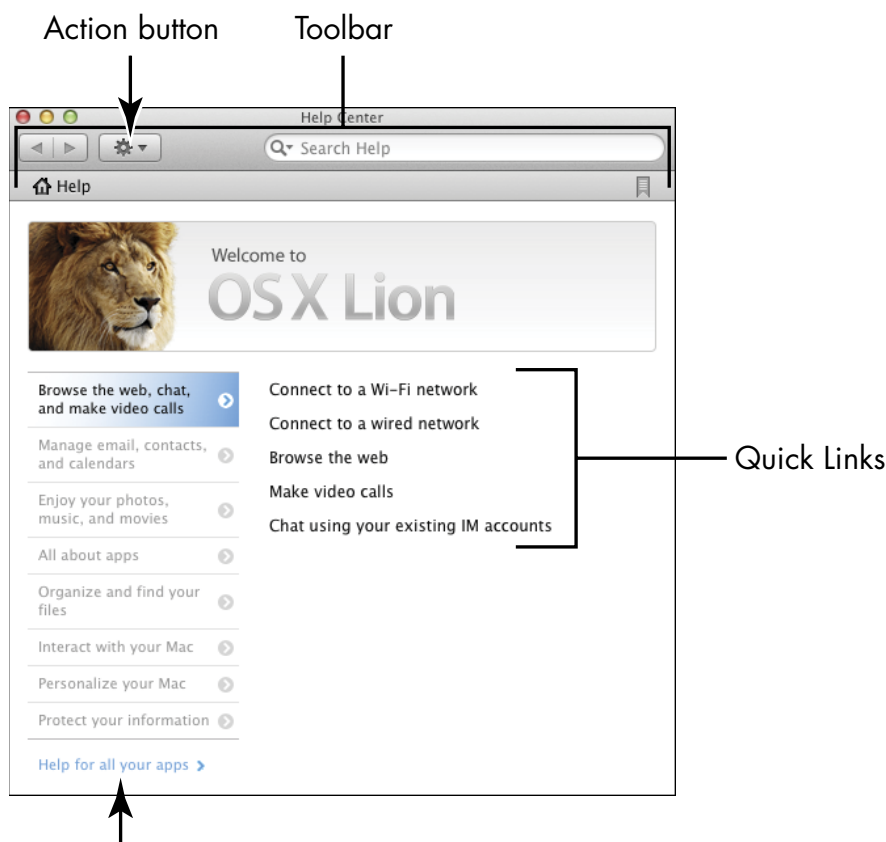 Action button
Toolbar
Help Center
Search Help
Help
Welcome to
OS X Lion
Browse the web, chat,
and make video calls
Manage email, contacts,
and calendars
Enjoy your photos,
music, and movies
All about apps
Organize and find your
files
Interact with your Mac
Personalize your Mac
Protect your information
Help for all your apps
Connect to a Wi-Fi network
Connect to a wired network
Browse the web
Make video calls
Chat using your existing IM accounts
Quick Links